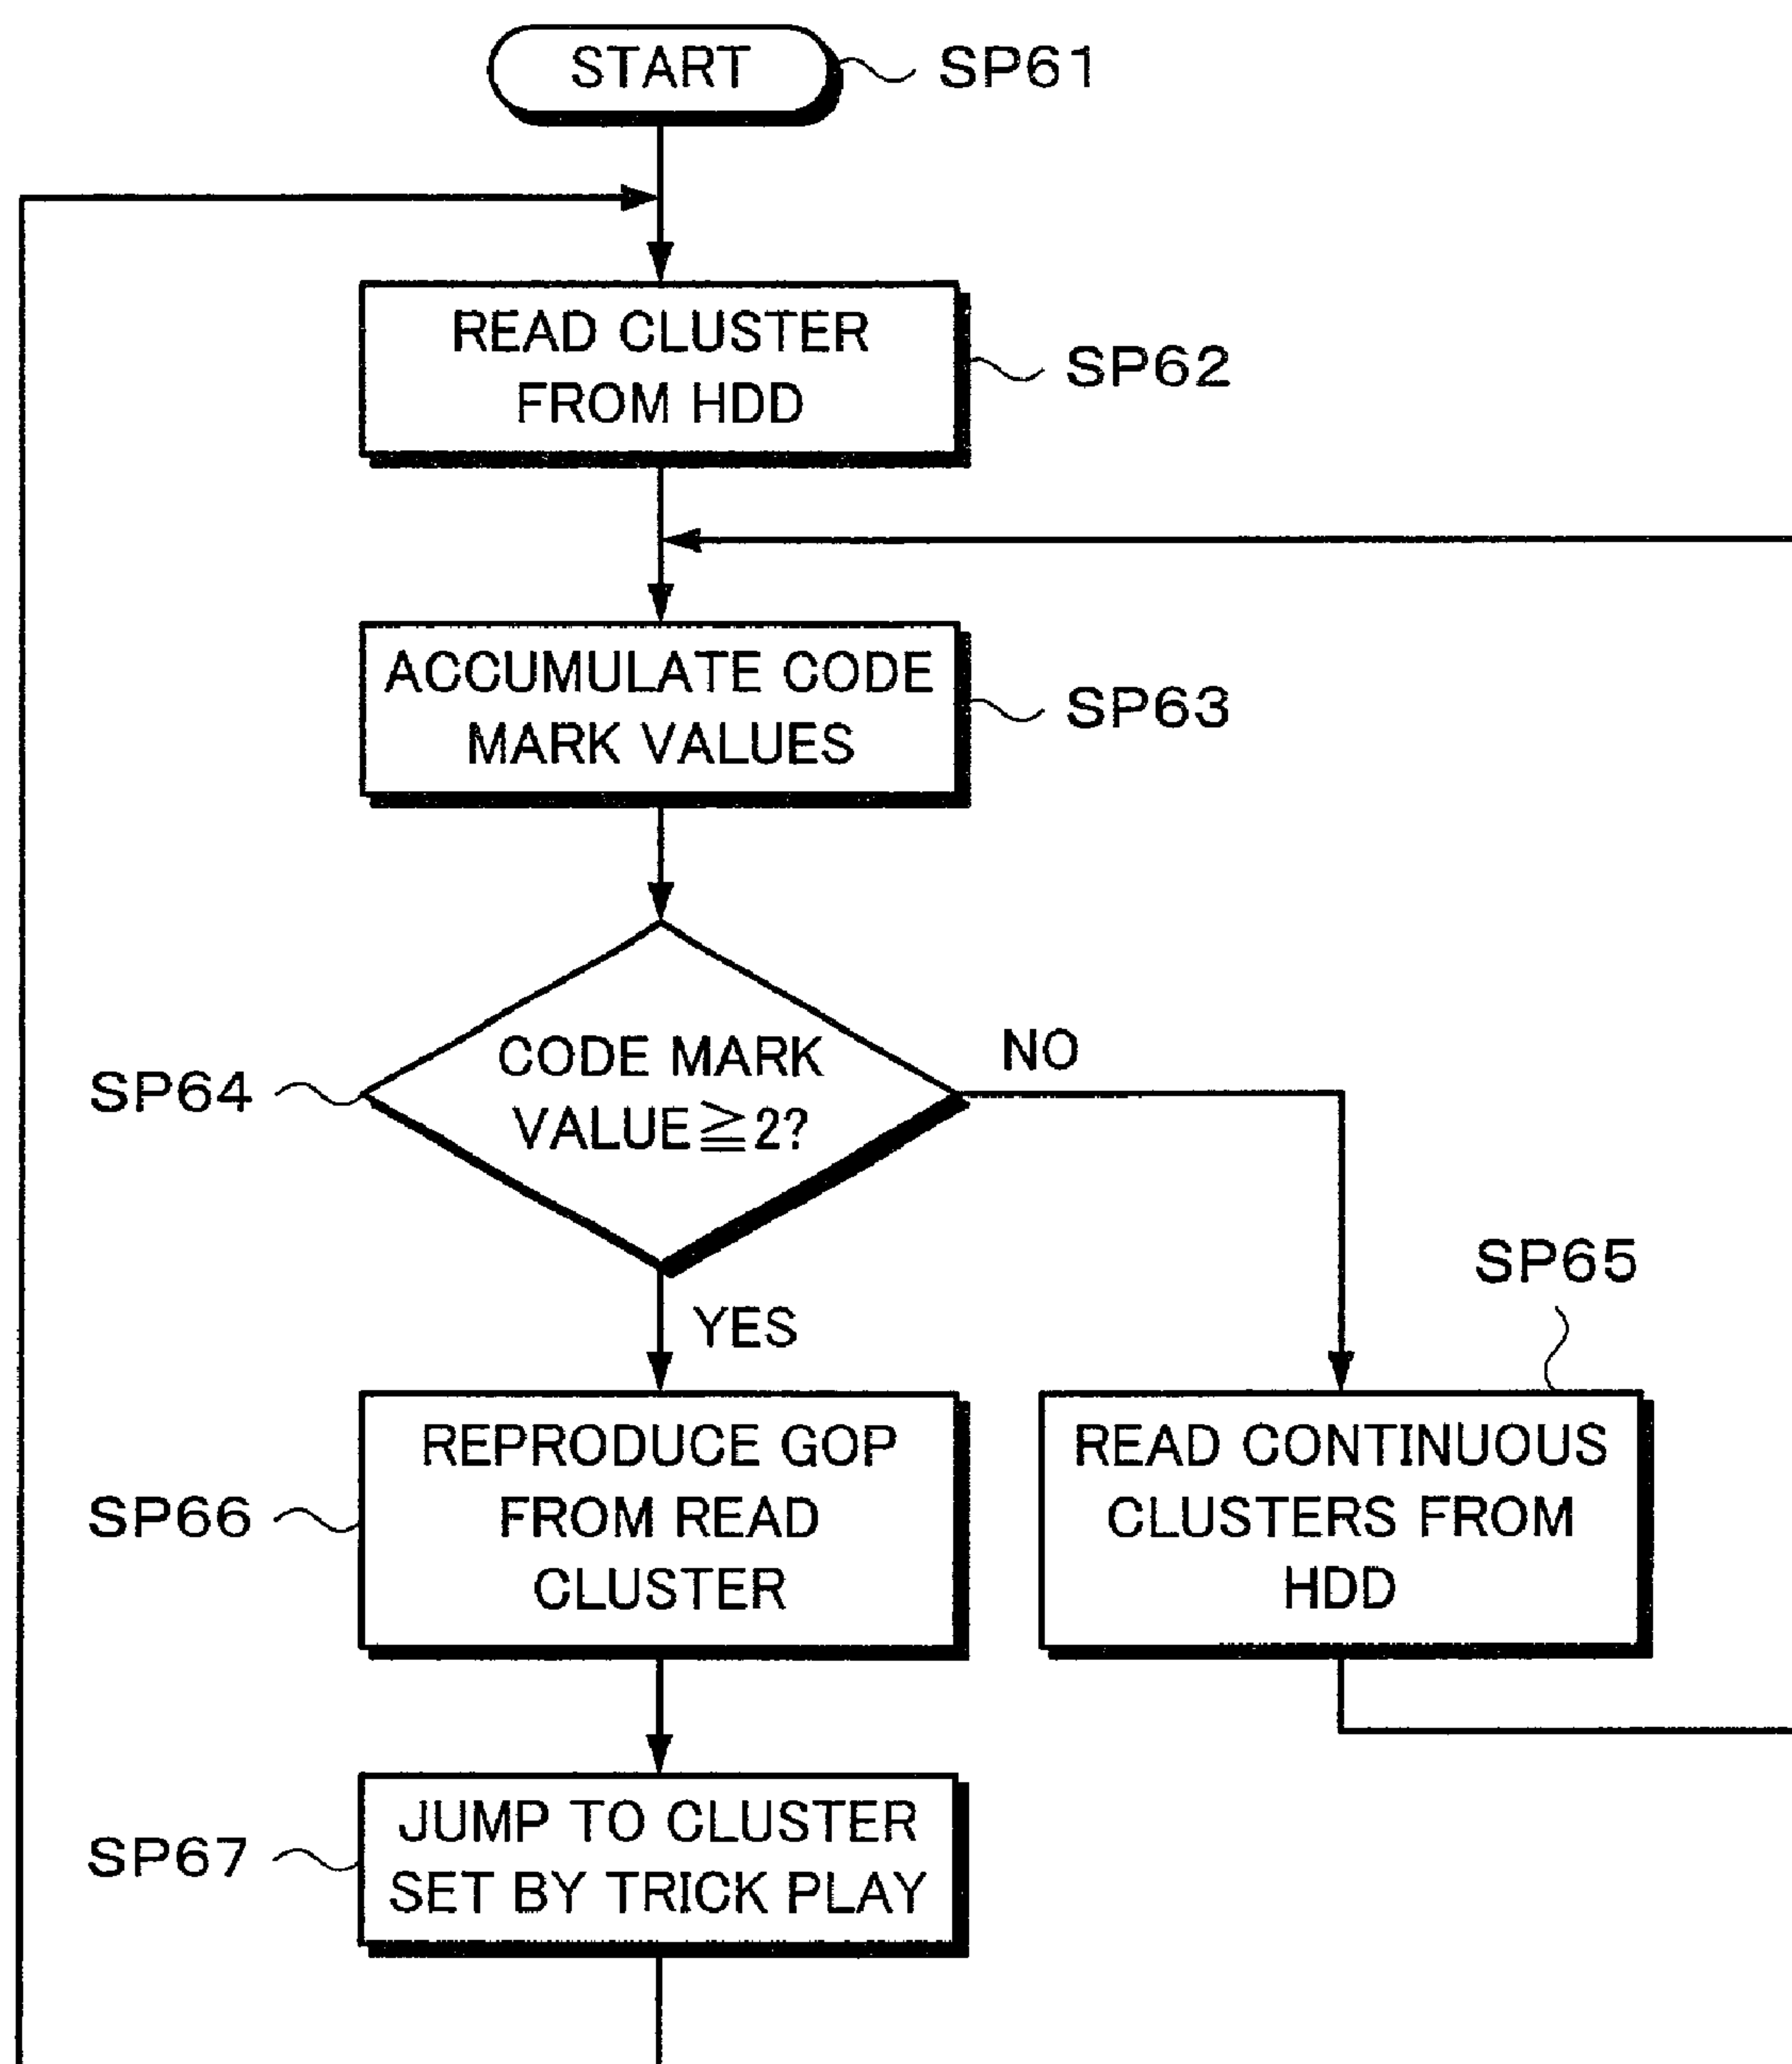 START
SP61
READ CLUSTER
FROM HDD
SP62
ACCUMULATE CODE
MARK VALUES
SP63
CODE MARK
VALUE≧2?
SP64
NO
YES
SP65
REPRODUCE GOP
FROM READ
CLUSTER
SP66
READ CONTINUOUS
CLUSTERS FROM
HDD
JUMP TO CLUSTER
SET BY TRICK PLAY
SP67